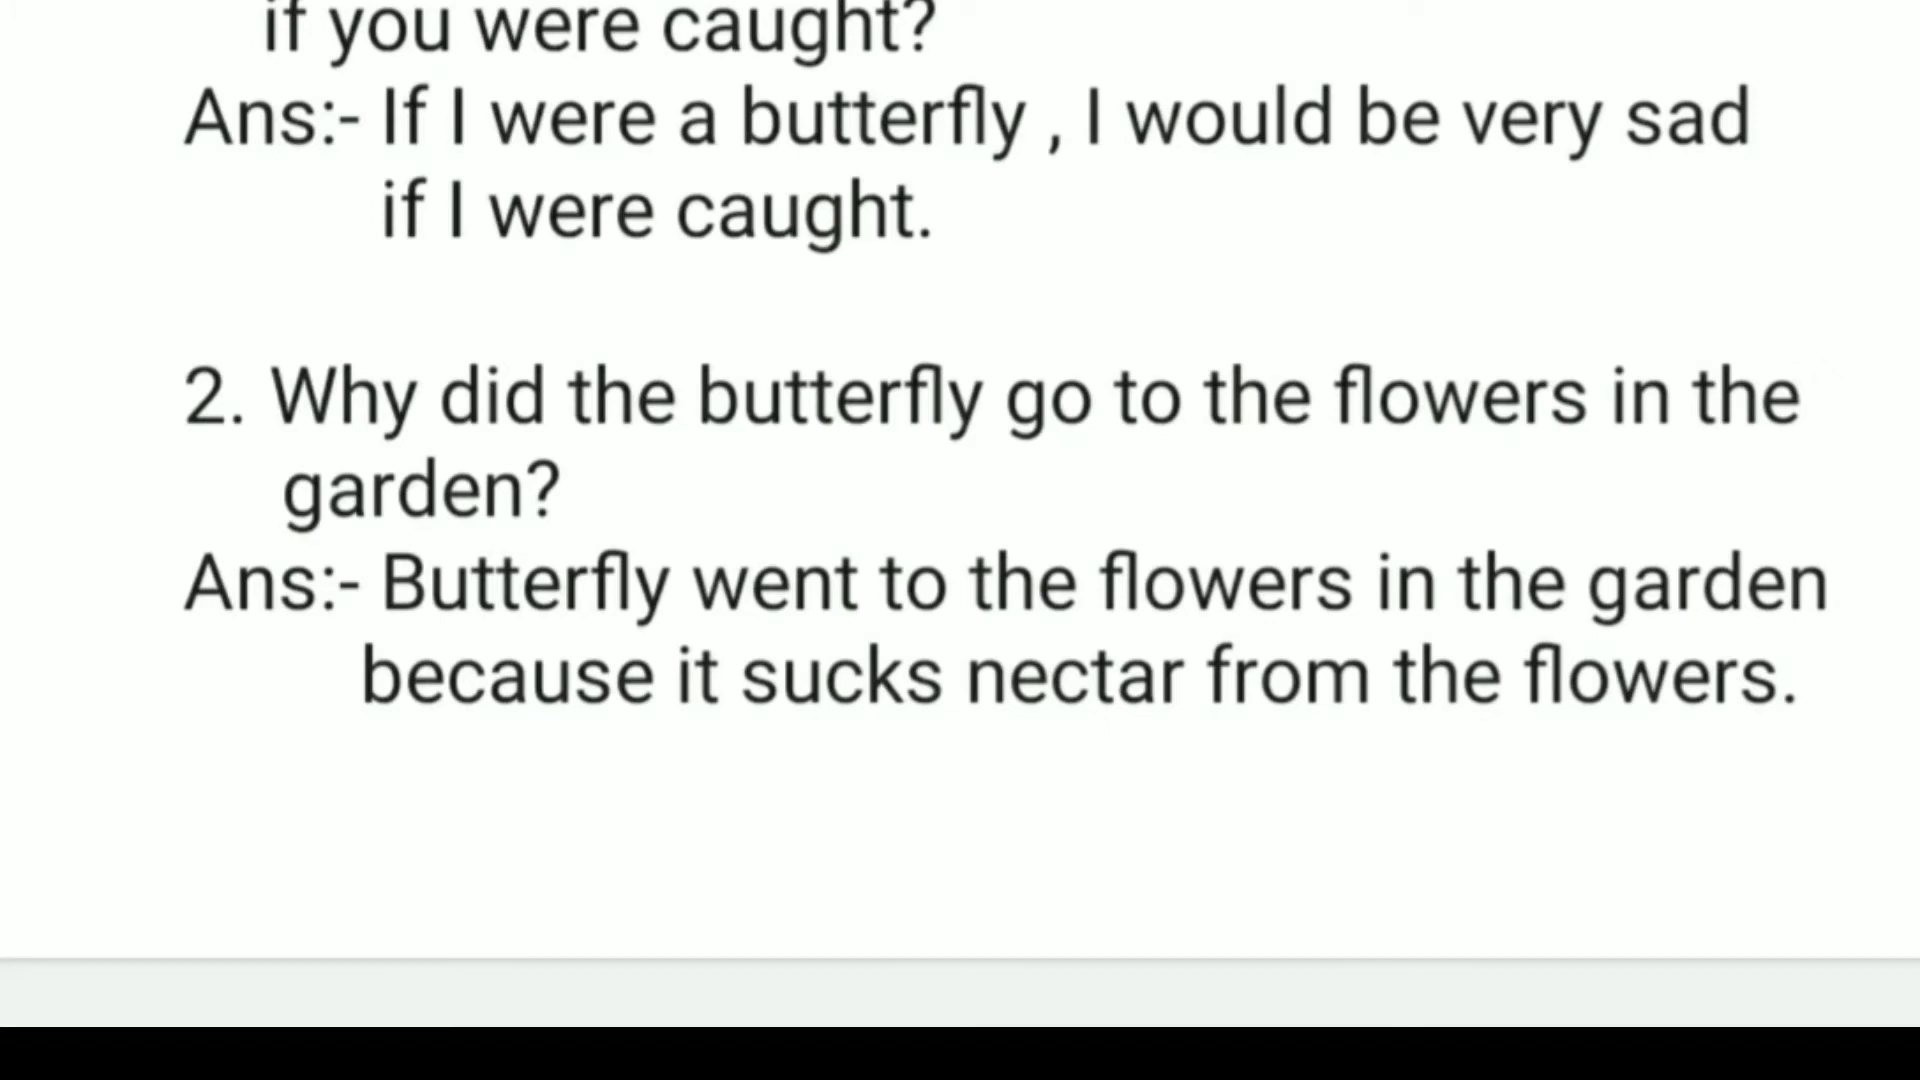 if you were caught?
Ans:- If I were a butterfly , I would be very sad
if I were caught.
2. Why did the butterfly go to the flowers in the
garden?
Ans:- Butterfly went to the flowers in the garden
because it sucks nectar from the flowers.